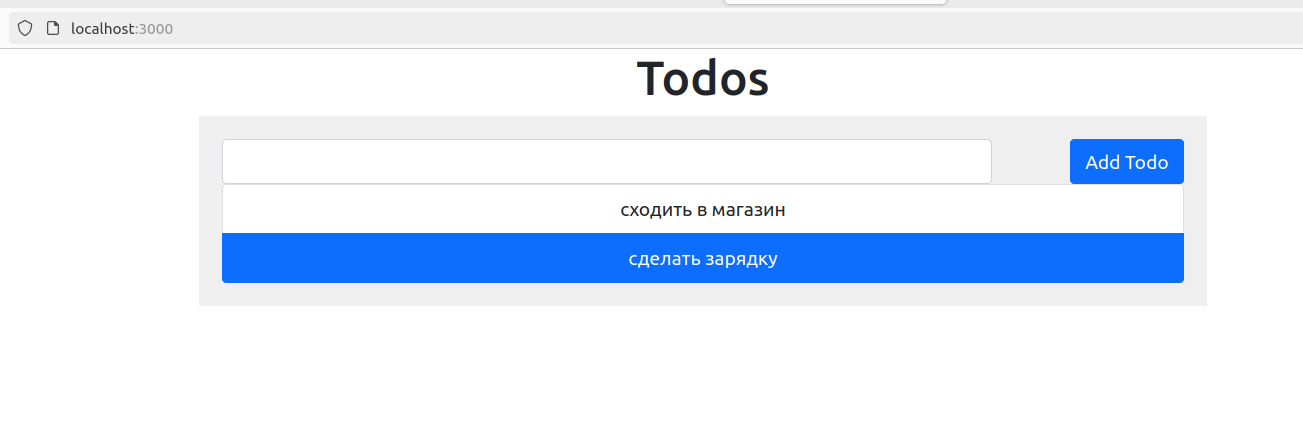 localhost:3000
Todos
Add Todo
сходить в магазин
сделать зарядку